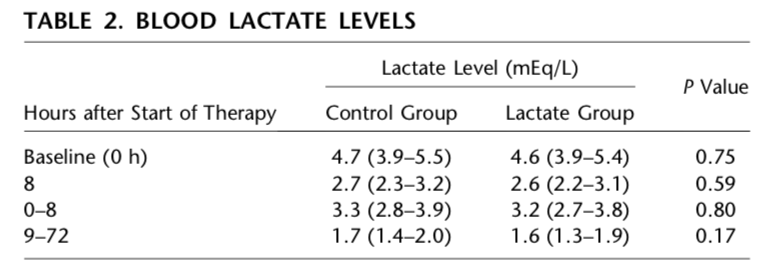 TABLE 2. BLOOD LACTATE LEVELS
Lactate Level (mEq/L)
P Value
Hours after Start of Therapy Control Group Lactate Group
Baseline (0 h) 4.7 (3.9–5.5) 4.6 (3.9–5.4) 0.75
8 2.7 (2.3–3.2) 2.6 (2.2–3.1) 0.59
0–8 3.3 (2.8–3.9) 3.2 (2.7–3.8) 0.80
9–72 1.7 (1.4–2.0) 1.6 (1.3–1.9) 0.17